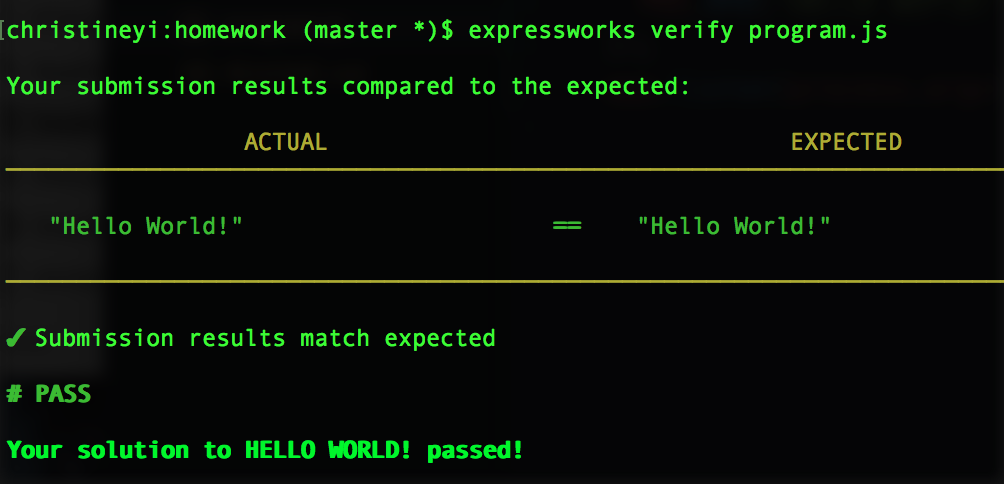 [christineyi:homework (master *)$ expressworks verify program.js
Your submission results compared to the expected:
ACTUAL EXPECTED
"Hello World!" == "Hello World!"
✔ Submission results match expected
# PASS
Your solution to HELLO WORLD! passed!